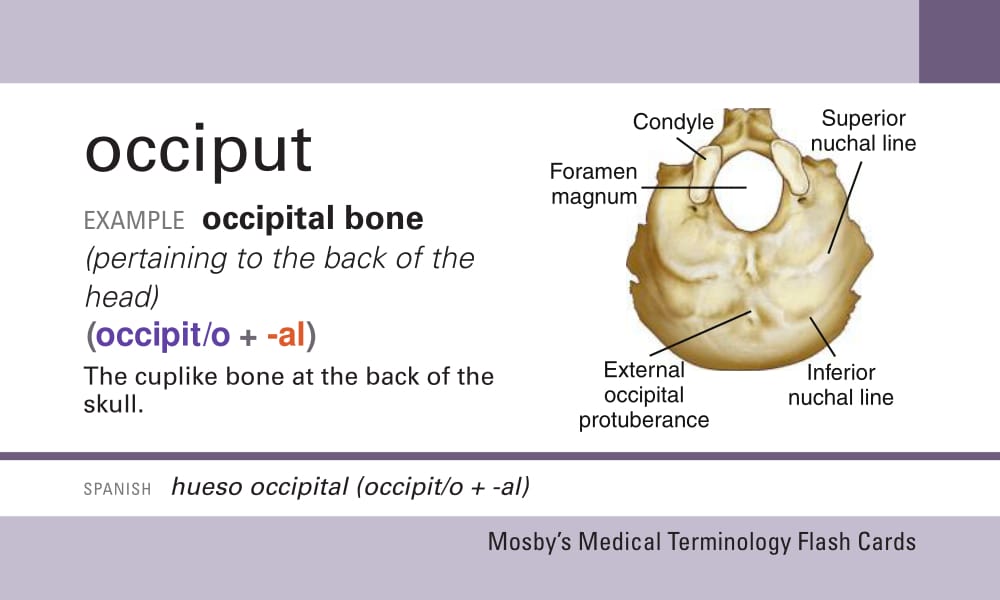 occiput
EXAMPLE occipital bone
(pertaining to the back of the
head)
(occipit/o + -al)
The cuplike bone at the back of the
skull.
Condyle
Superior
nuchal line
Foramen
magnum
External
occipital
protuberance
Inferior
nuchal line
SPANISH hueso occipital (occipit/o + -al)
Mosby's Medical Terminology Flash Cards